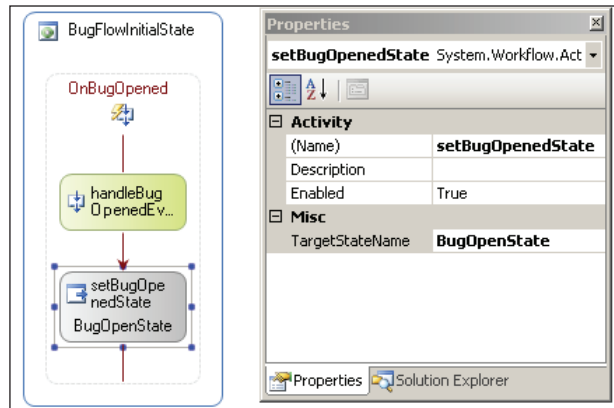 BugFlowInitialState
OnBugOpened
handleBug
OpenedEv...
setBugOpe
nedState
BugOpenState
Properties
setBugOpenedState System.Workflow.Act
Activity
(Name) setBugOpenedState
Description
Enabled True
Misc
TargetStateName BugOpenState
Properties Solution Explorer